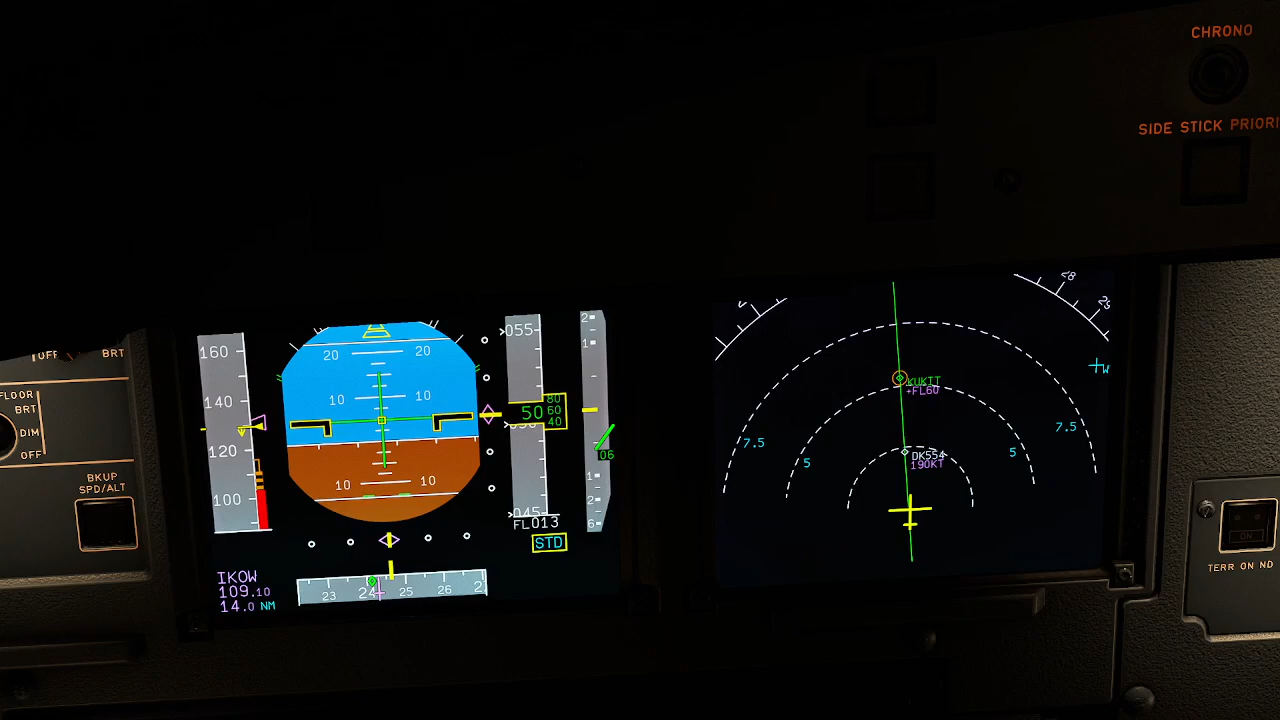 CHRONO
SIDE STICK PRIORI
OFF
BRT
FLOOR
BRT
DIM
OFF
BKUP
SPD/ALT
160
140
120
100
20
20
10
10
10
10
055
50
80
60
40
045
FL013
STD
2
1
06
1
2
6
IKOW
109.10
14.0 NM
23
24
25
26
28
KUKIT
+FL60
W
7.5
7.5
5
5
DK554
190KT
ON
TERR ON ND